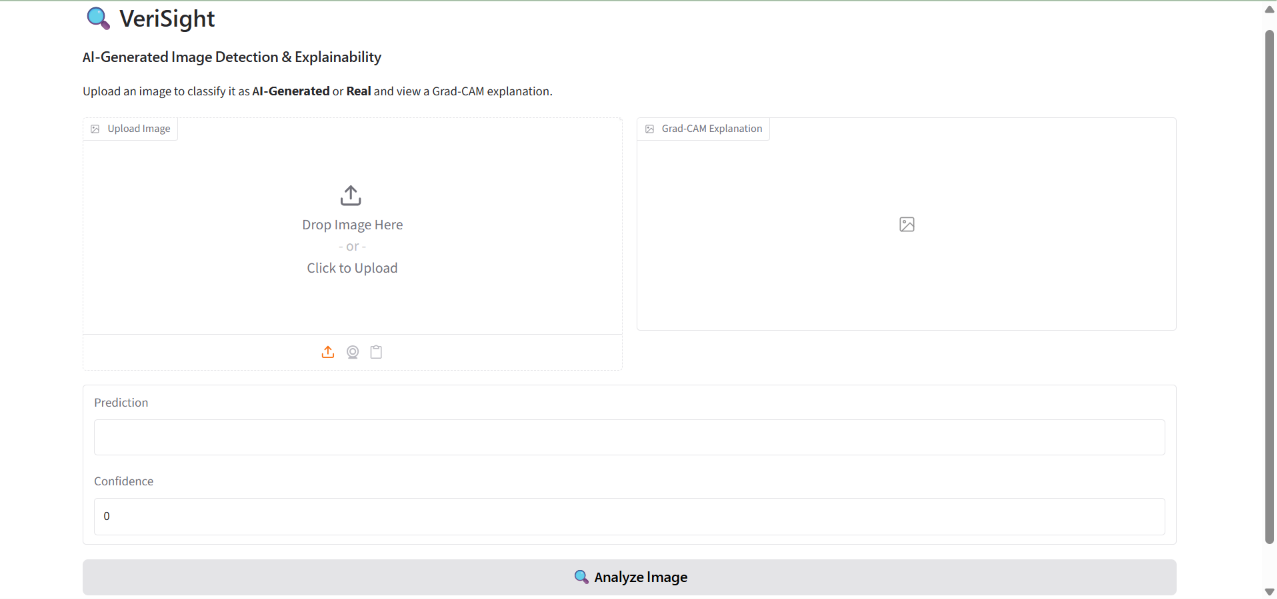 VeriSight
AI-Generated Image Detection & Explainability
Upload an image to classify it as AI-Generated or Real and view a Grad-CAM explanation.
Upload Image
Drop Image Here
- or -
Click to Upload
Grad-CAM Explanation
Prediction
Confidence
0
Analyze Image